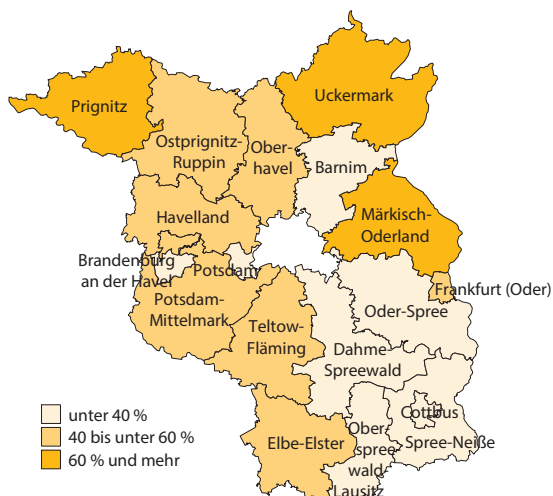 Prignitz
Uckermark
Ostprignitz-
Ruppin
Ober-
havel
Barnim
Havelland
Märkisch-
Oderland
Brandenburg
an der Havel
Potsdam
Frankfurt (Oder)
Potsdam-
Mittelmark
Oder-Spree
Teltow-
Fläming
Dahme-
Spreewald
unter 40 %
40 bis unter 60 %
60 % und mehr
Elbe-Elster
Ober-
spree-
wald-
Lausitz
Cottbus
Spree-Neiße